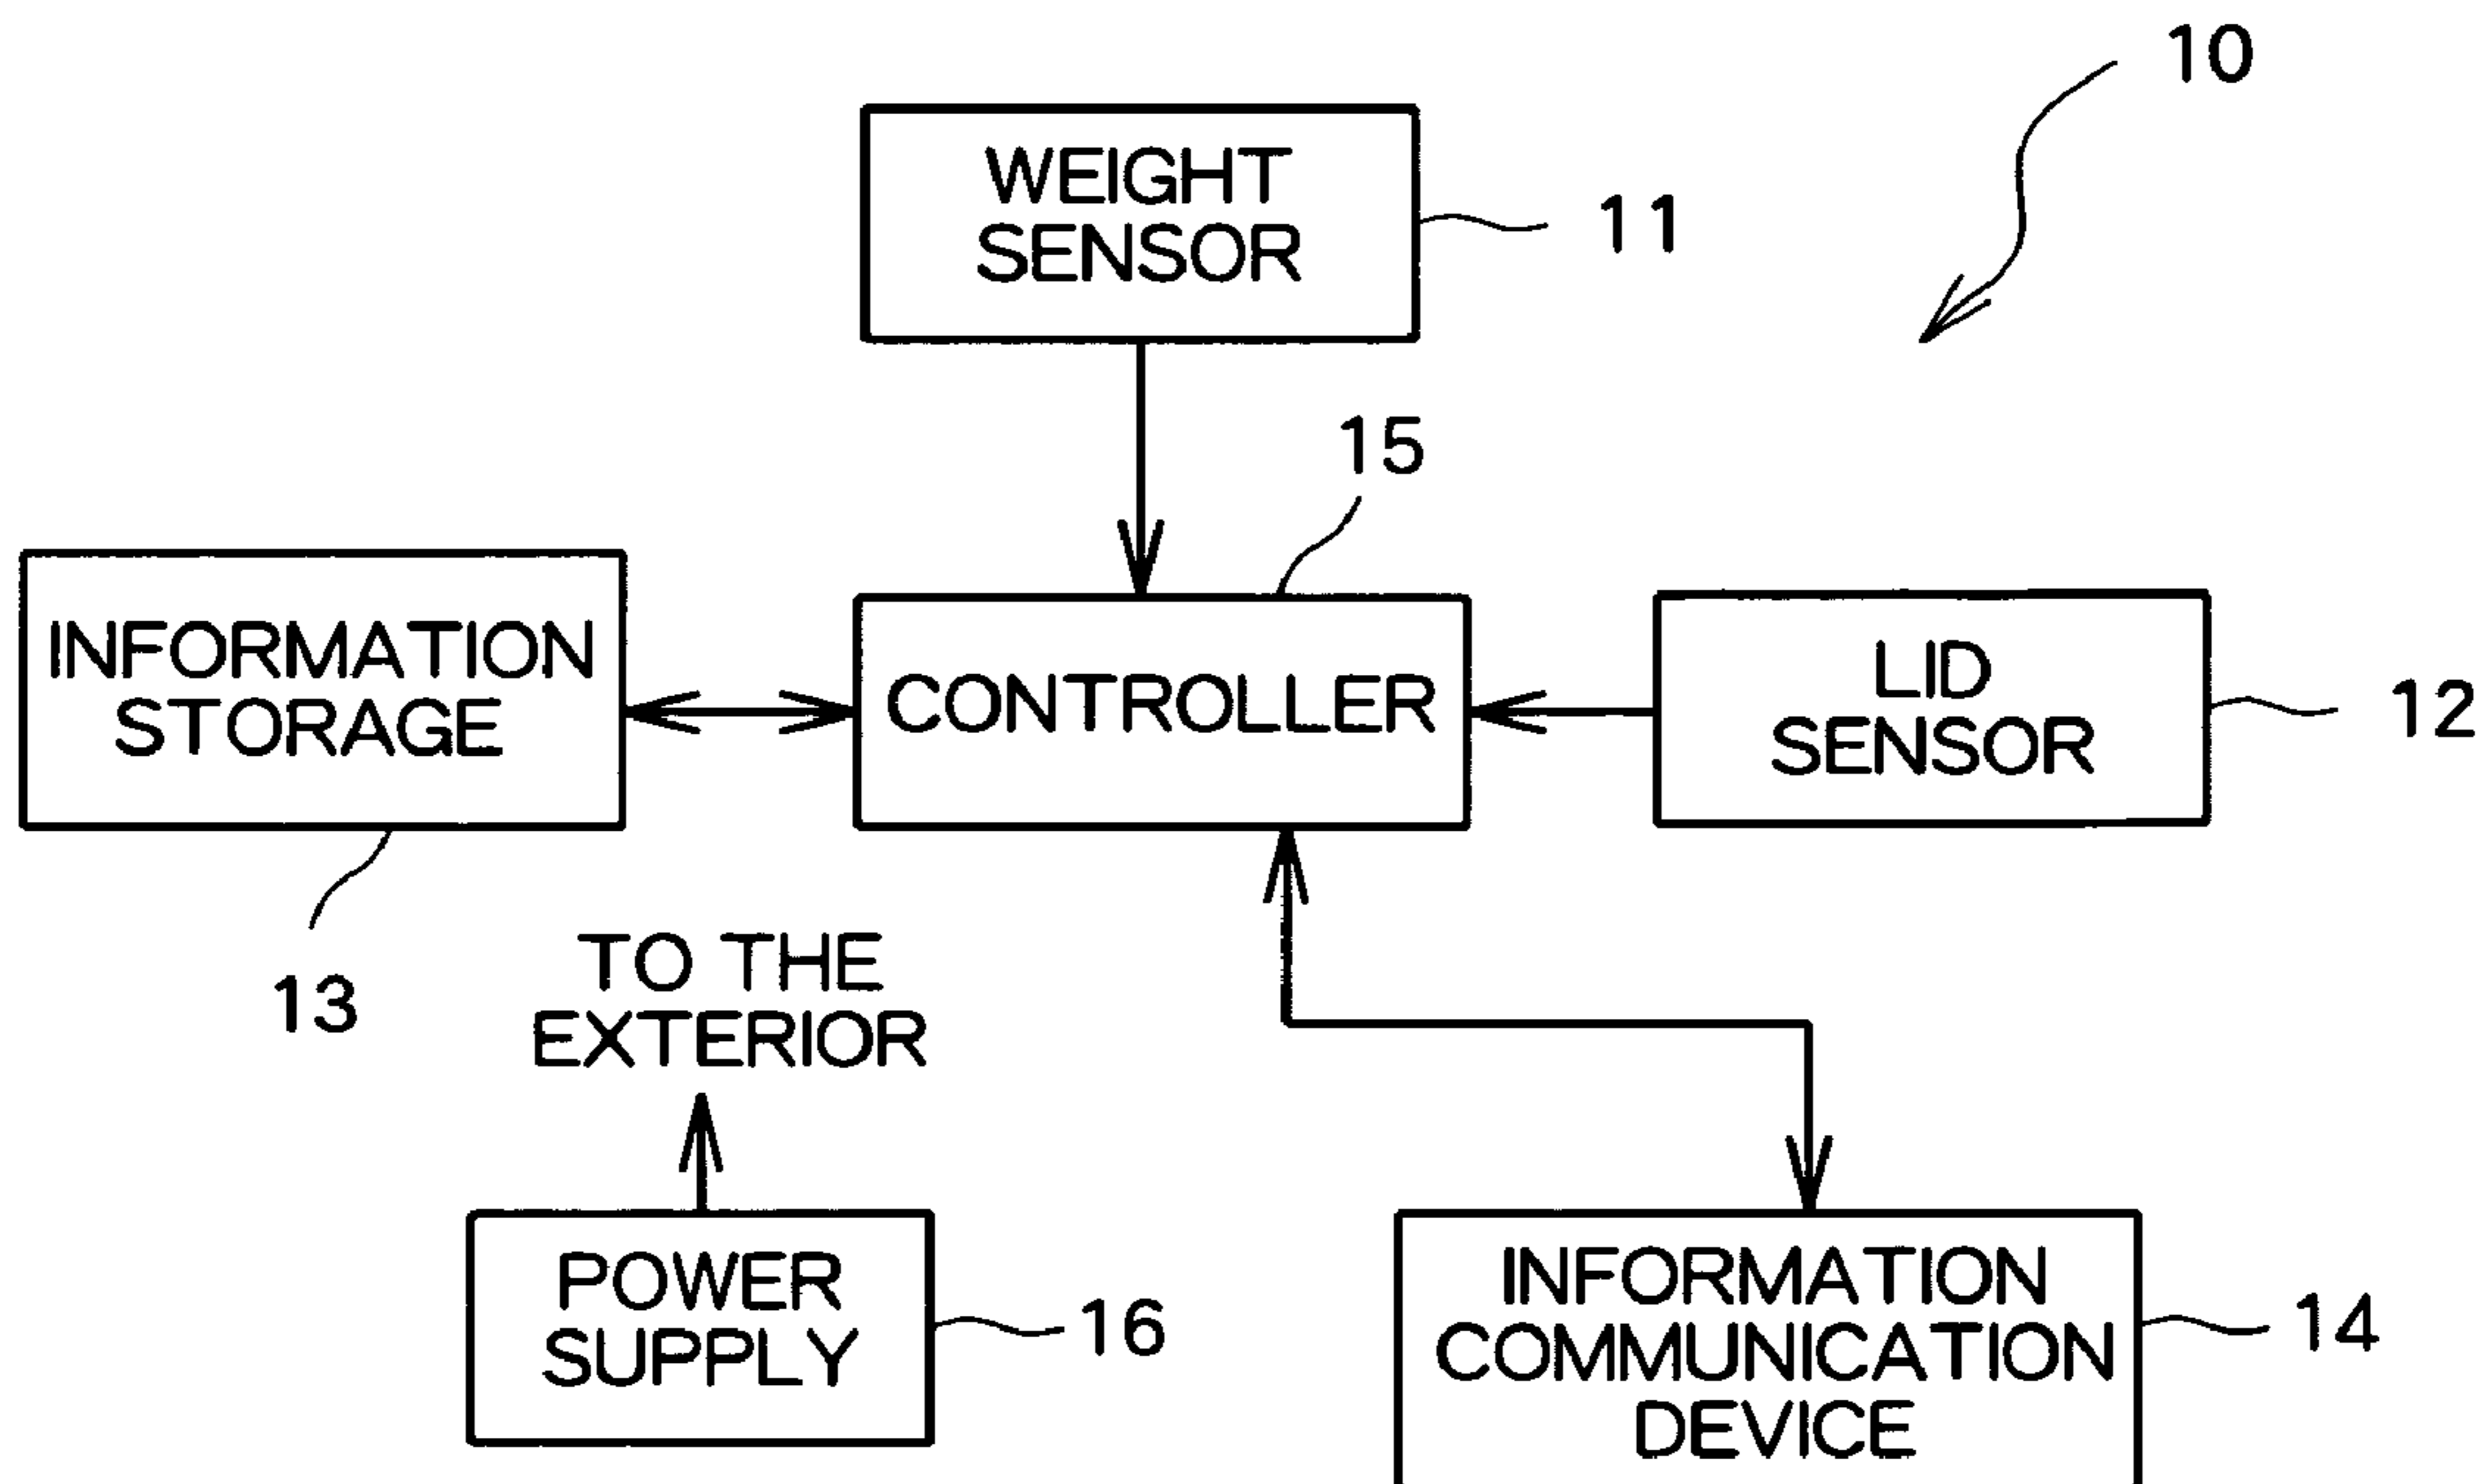 10
WEIGHT
SENSOR
11
15
INFORMATION
STORAGE
CONTROLLER
LID
SENSOR
12
13
TO THE
EXTERIOR
POWER
SUPPLY
16
INFORMATION
COMMUNICATION
DEVICE
14